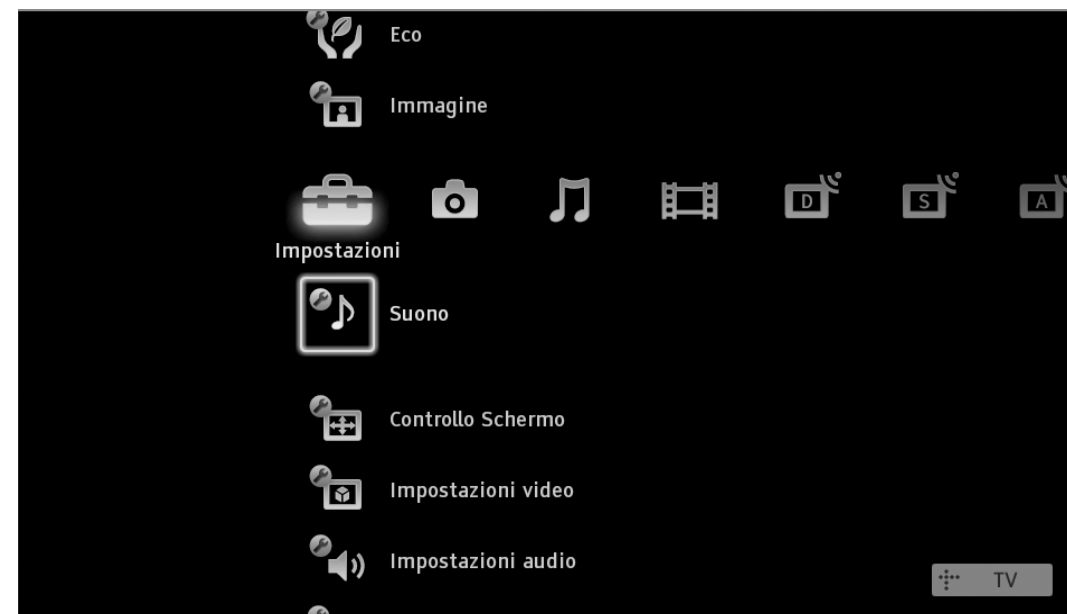 Eco
Immagine
D
S
A
Impostazioni
Suono
Controllo Schermo
Impostazioni video
Impostazioni audio
TV